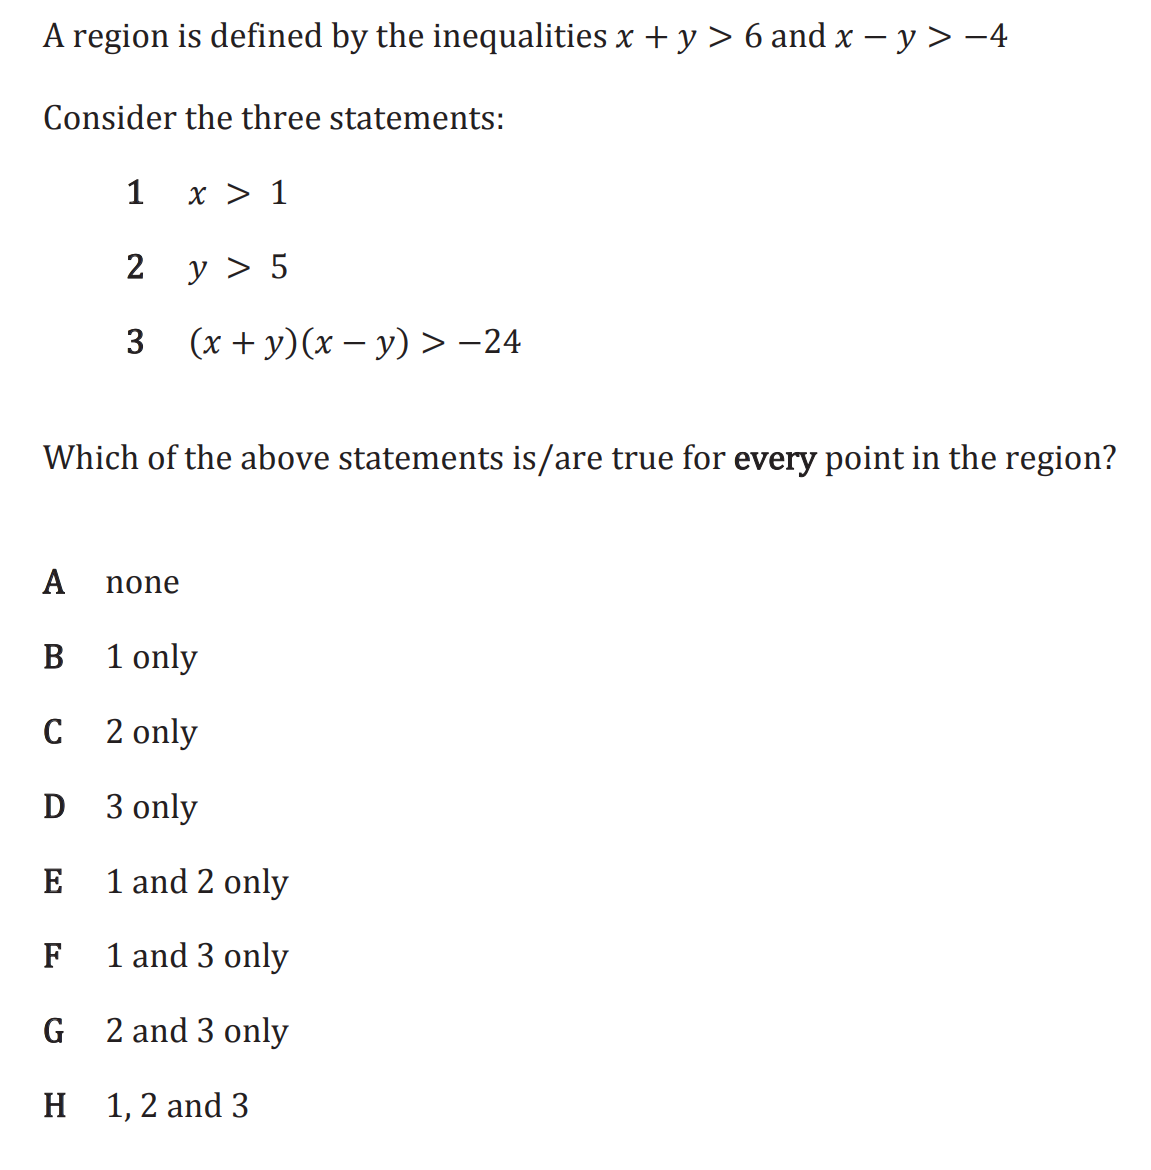 A region is defined by the inequalities x + y > 6 and x − y > −4
Consider the three statements:
1 x > 1
2 y > 5
3 (x + y)(x − y) > −24
Which of the above statements is/are true for every point in the region?
A none
B 1 only
C 2 only
D 3 only
E 1 and 2 only
F 1 and 3 only
G 2 and 3 only
H 1, 2 and 3